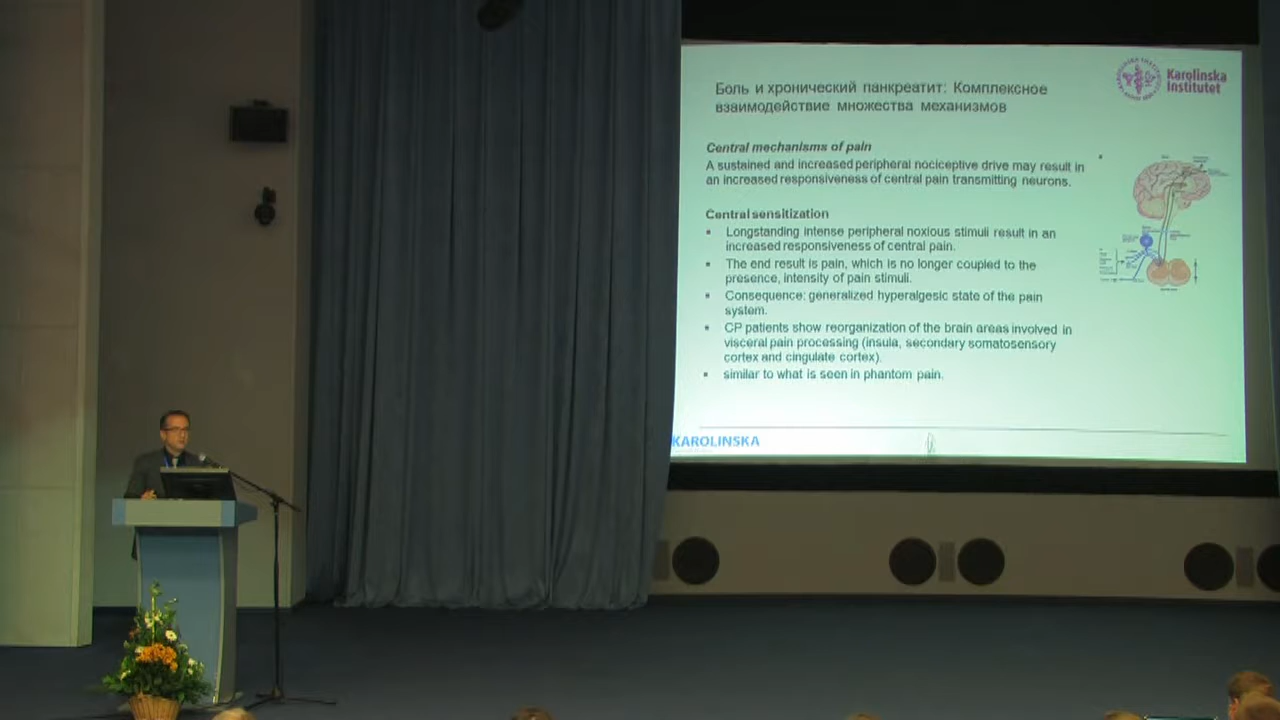 Боль и хронический панкреатит: Комплексное
взаимодействие множества механизмов
Karolinska
Institutet
Central mechanisms of pain
A sustained and increased peripheral nociceptive drive may result in
an increased responsiveness of central pain transmitting neurons.
Central sensitization
Longstanding intense peripheral noxious stimuli result in an
increased responsiveness of central pain.
The end result is pain, which is no longer coupled to the
presence, intensity of pain stimuli.
Consequence: generalized hyperalgesic state of the pain
system.
CP patients show reorganization of the brain areas involved in
visceral pain processing (insula, secondary somatosensory
cortex and cingulate cortex).
similar to what is seen in phantom pain.
KAROLINSKA